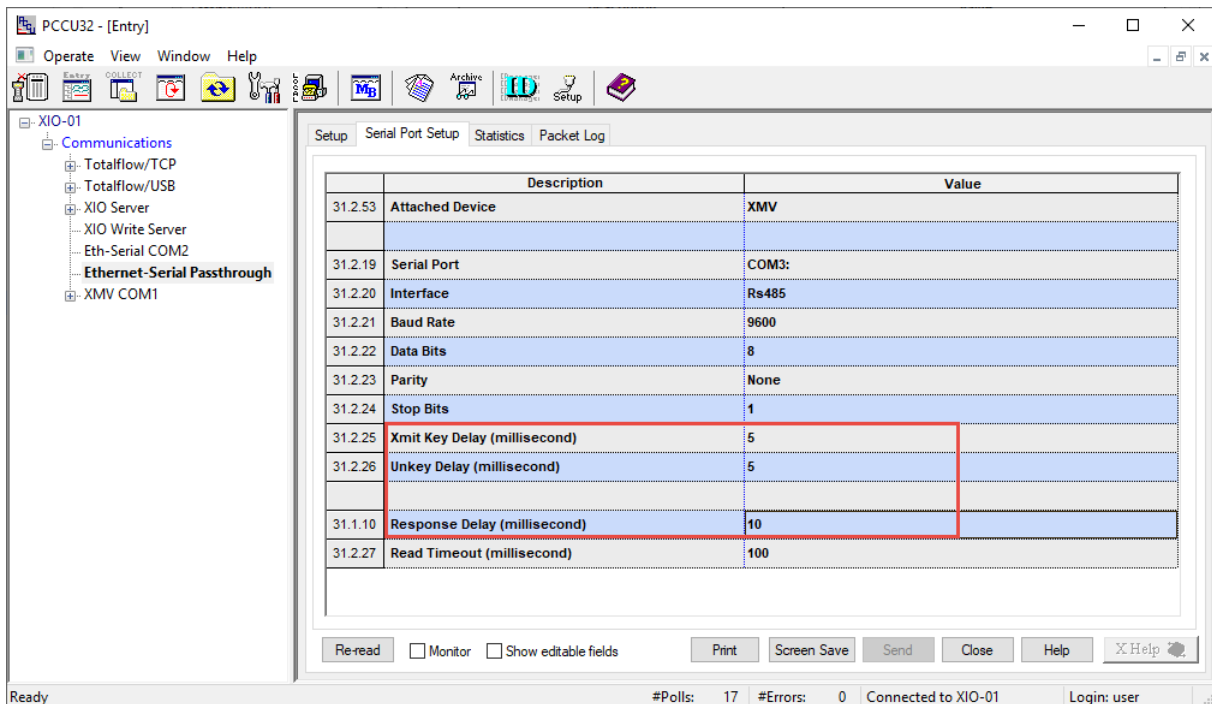 PCCU32 - [Entry]
Operate View Window Help
Entry COLLECT LOCAL MB Archive ID Setup
XIO-01
Communications
Totalflow/TCP
Totalflow/USB
XIO Server
XIO Write Server
Eth-Serial COM2
Ethernet-Serial Passthrough
XMV COM1
Setup Serial Port Setup Statistics Packet Log
Description Value
31.2.53 Attached Device XMV
31.2.19 Serial Port COM3:
31.2.20 Interface Rs485
31.2.21 Baud Rate 9600
31.2.22 Data Bits 8
31.2.23 Parity None
31.2.24 Stop Bits 1
31.2.25 Xmit Key Delay (millisecond) 5
31.2.26 Unkey Delay (millisecond) 5
31.1.10 Response Delay (millisecond) 10
31.2.27 Read Timeout (millisecond) 100
Re-read Monitor Show editable fields Print Screen Save Send Close Help X Help
Ready #Polls: 17 #Errors: 0 Connected to XIO-01 Login: user